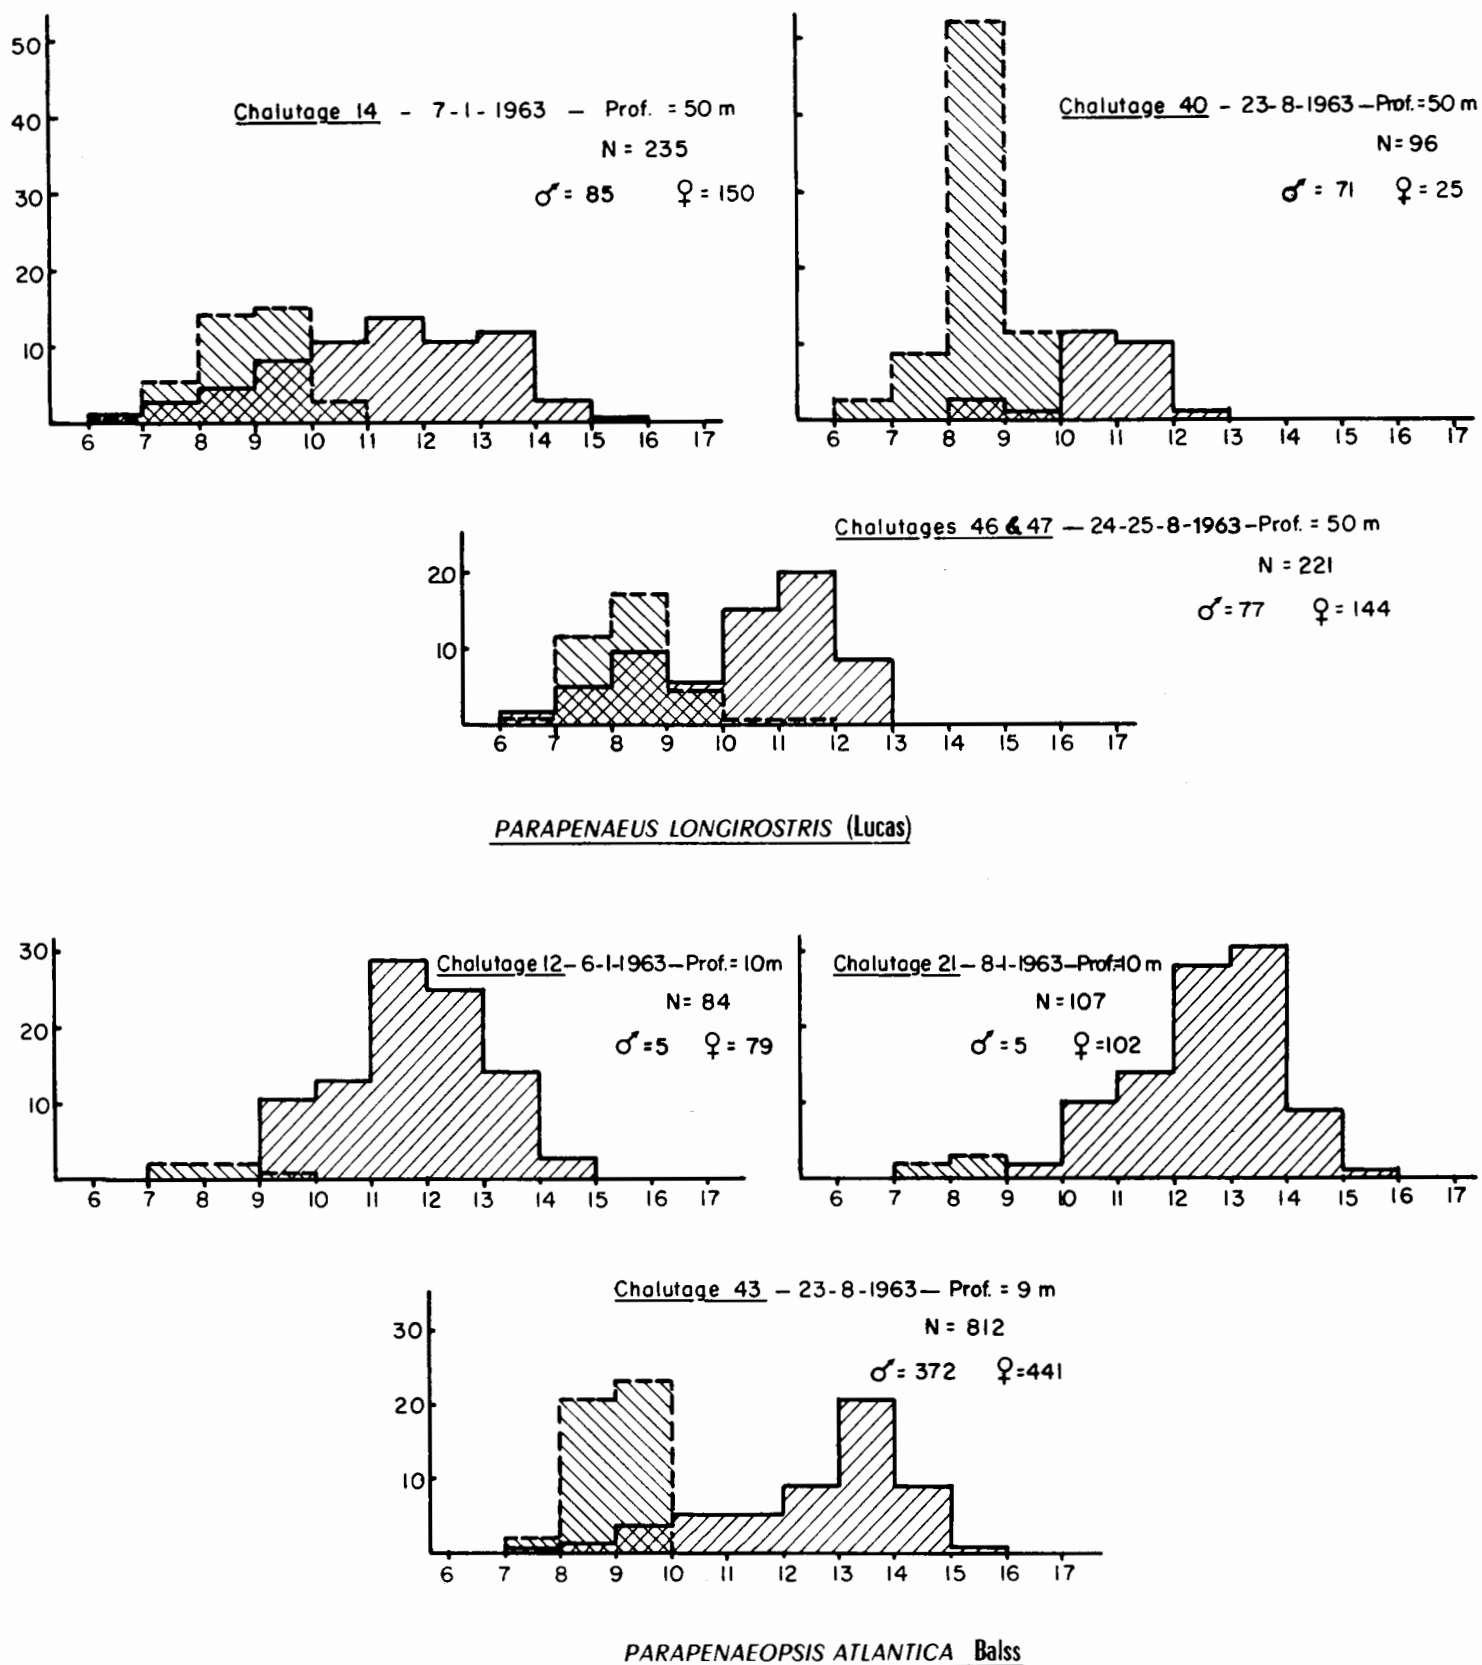 50
40
30
20
10
Chalutage 14 - 7-1-1963 — Prof. = 50 m
N = 235
♂ = 85 ♀ = 150
6 7 8 9 10 11 12 13 14 15 16 17
Chalutage 40 - 23-8-1963 — Prof. = 50 m
N = 96
♂ = 71 ♀ = 25
6 7 8 9 10 11 12 13 14 15 16 17
Chalutages 46 & 47 — 24-25-8-1963 — Prof. = 50 m
N = 221
♂ = 77 ♀ = 144
20
10
6 7 8 9 10 11 12 13 14 15 16 17
PARAPENAEUS LONGIROSTRIS (Lucas)
30
20
10
Chalutage 12 – 6-1-1963 — Prof. = 10 m
N = 84
♂ = 5 ♀ = 79
6 7 8 9 10 11 12 13 14 15 16 17
Chalutage 21 – 8-1-1963 — Prof. = 10 m
N = 107
♂ = 5 ♀ = 102
6 7 8 9 10 11 12 13 14 15 16 17
Chalutage 43 — 23-8-1963 — Prof. = 9 m
N = 812
♂ = 372 ♀ = 441
30
20
10
6 7 8 9 10 11 12 13 14 15 16 17
PARAPENAEOPSIS ATLANTICA Balss